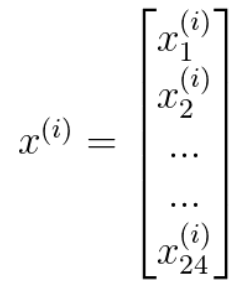 x_1^{(i)}
x_2^{(i)}
x^{(i)} =
...
...
x_{24}^{(i)}